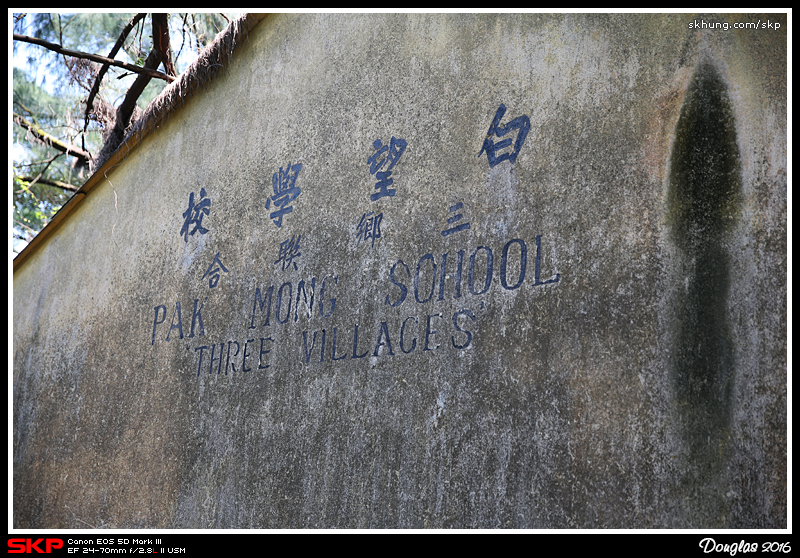 skhung.com/skp
白望學校
三鄉聯合
PAK MONG SCHOOL
"THREE VILLAGES"
SKP
Canon EOS 5D Mark III
EF 24-70mm f/2.8L II USM
Douglas 2016